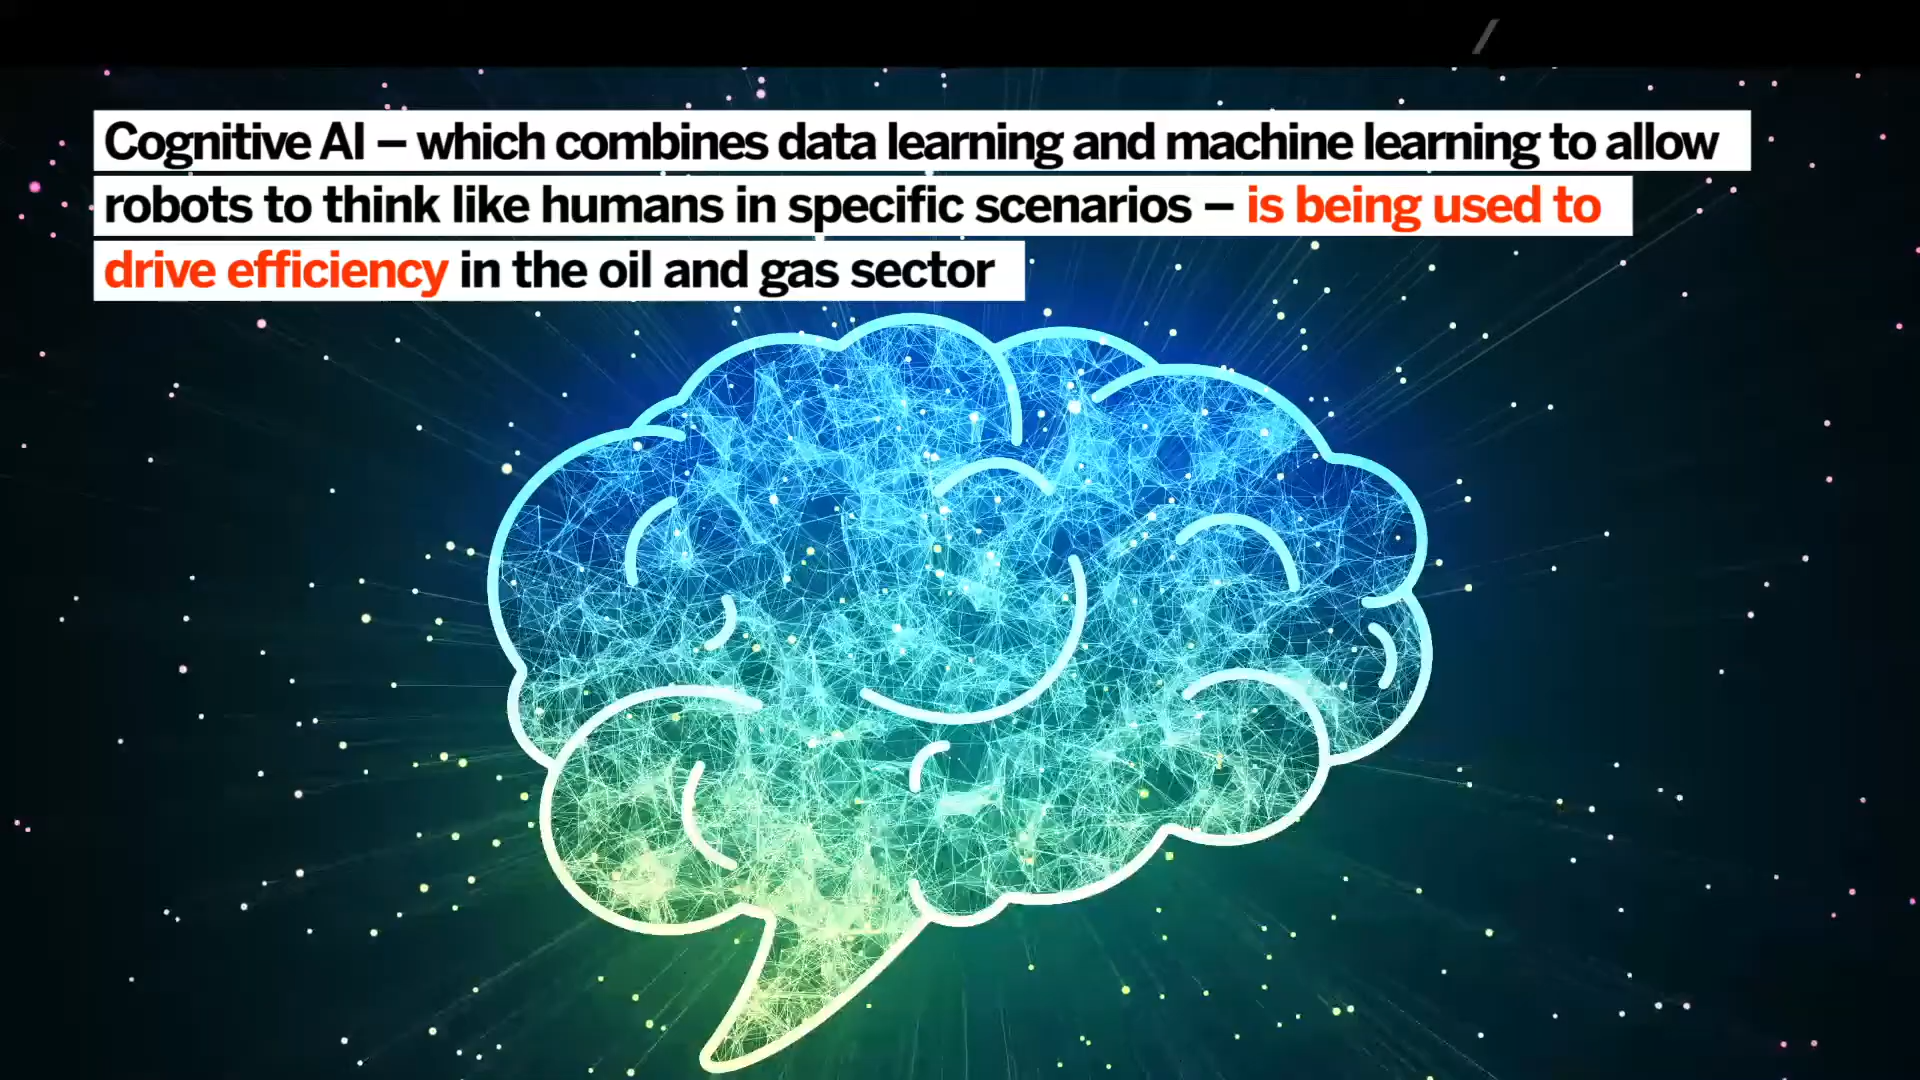 Cognitive AI – which combines data learning and machine learning to allow
robots to think like humans in specific scenarios – is being used to
drive efficiency in the oil and gas sector